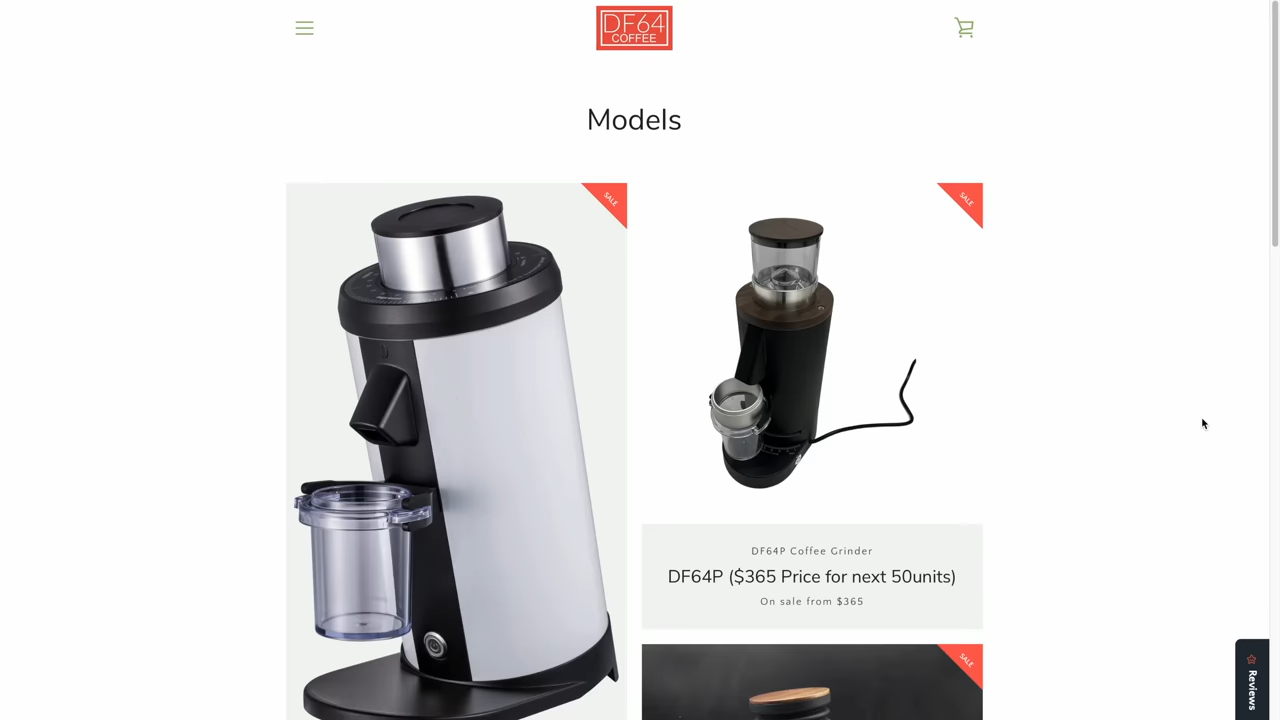 DF64
COFFEE
Models
SALE
SALE
DF64P Coffee Grinder
DF64P ($365 Price for next 50units)
On sale from $365
SALE
Reviews